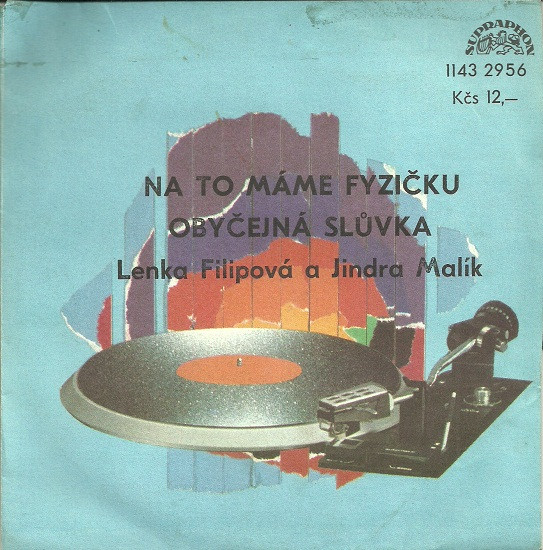 SUPRAPHON
1143 2956
Kčs 12,—
NA TO MÁME FYZIČKU
OBYČEJNÁ SLŮVKA
Lenka Filipová a Jindra Malík